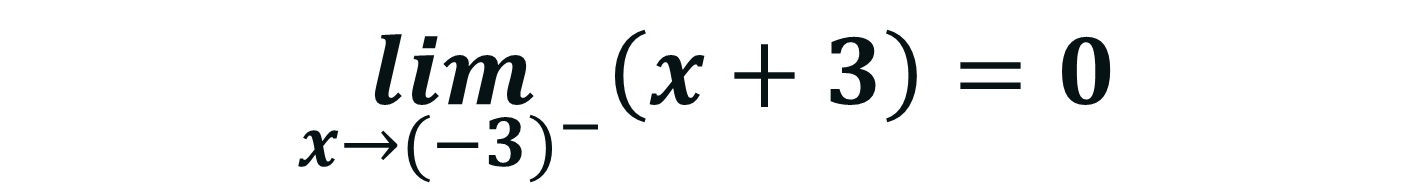 lim (x + 3) = 0
x→(−3)⁻